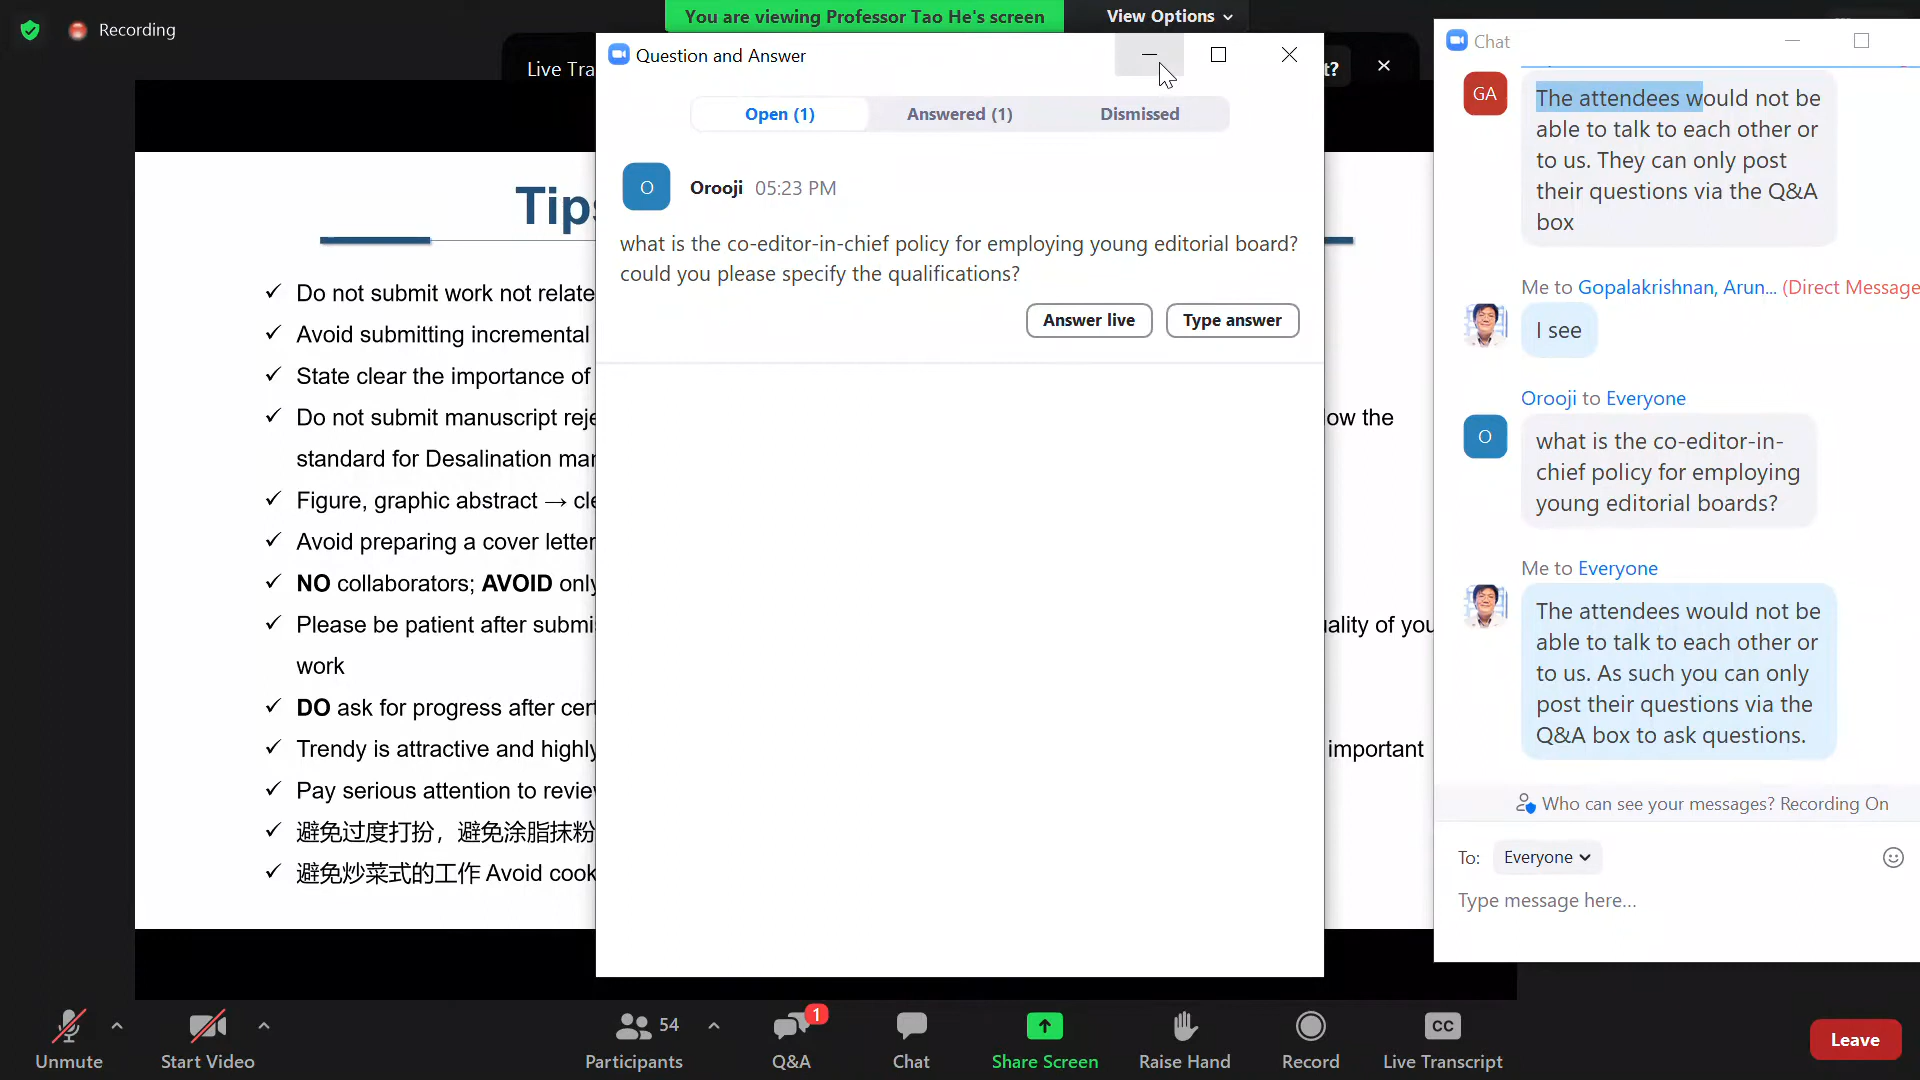 You are viewing Professor Tao He's screen
View Options
Recording
Live Tra
t?
Question and Answer
Open (1)
Answered (1)
Dismissed
O
Orooji 05:23 PM
what is the co-editor-in-chief policy for employing young editorial board?
could you please specify the qualifications?
Answer live
Type answer
Tips
Do not submit work not relate
Avoid submitting incremental
State clear the importance of
Do not submit manuscript reje
ow the
standard for Desalination mar
Figure, graphic abstract → cle
Avoid preparing a cover letter
NO collaborators; AVOID only
Please be patient after submi
ality of you
work
DO ask for progress after cert
Trendy is attractive and highly
important
Pay serious attention to revie
避免过度打扮，避免涂脂抹粉
避免炒菜式的工作 Avoid cook
Chat
GA
The attendees would not be
able to talk to each other or
to us. They can only post
their questions via the Q&A
box
Me to Gopalakrishnan, Arun... (Direct Message
I see
Orooji to Everyone
O
what is the co-editor-in-
chief policy for employing
young editorial boards?
Me to Everyone
The attendees would not be
able to talk to each other or
to us. As such you can only
post their questions via the
Q&A box to ask questions.
Who can see your messages? Recording On
To: Everyone
Type message here...
Unmute
Start Video
54
Participants
1
Q&A
Chat
Share Screen
Raise Hand
Record
CC
Live Transcript
Leave